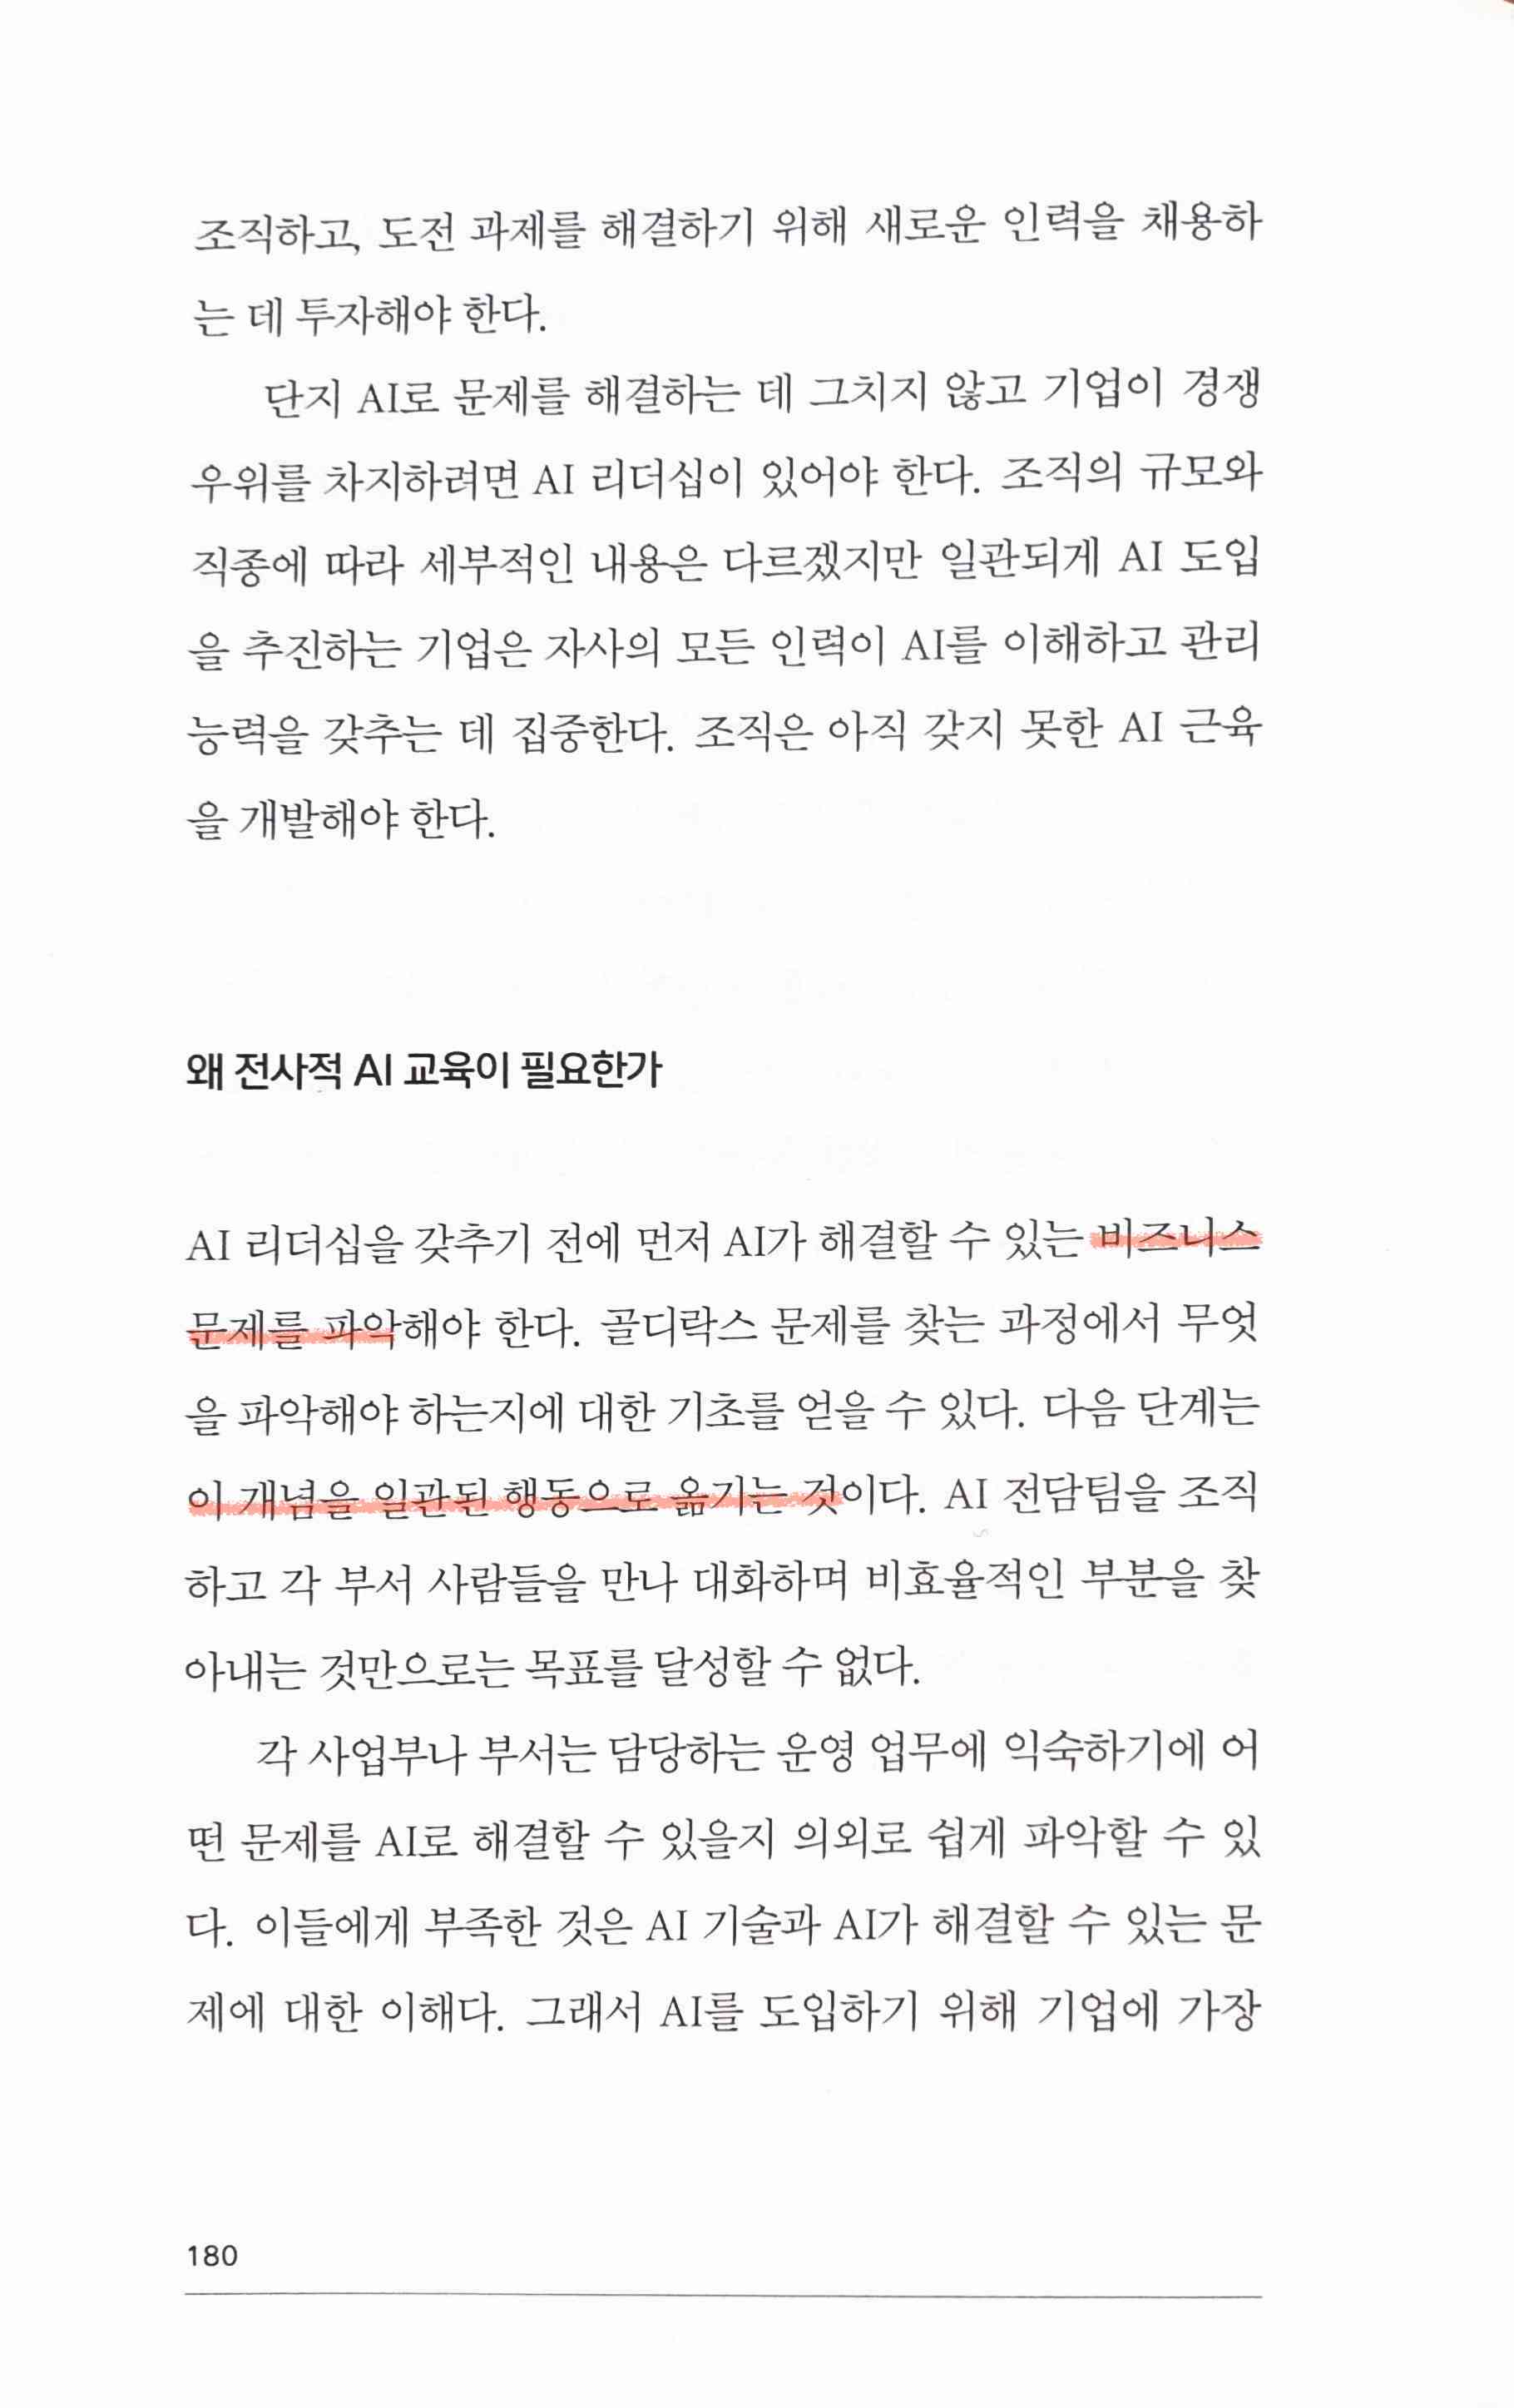 조직하고, 도전 과제를 해결하기 위해 새로운 인력을 채용하
는 데 투자해야 한다.
단지 AI로 문제를 해결하는 데 그치지 않고 기업이 경쟁
우위를 차지하려면 AI 리더십이 있어야 한다. 조직의 규모와
직종에 따라 세부적인 내용은 다르겠지만 일관되게 AI 도입
을 추진하는 기업은 자사의 모든 인력이 AI를 이해하고 관리
능력을 갖추는 데 집중한다. 조직은 아직 갖지 못한 AI 근육
을 개발해야 한다.
왜 전사적 AI 교육이 필요한가
AI 리더십을 갖추기 전에 먼저 AI가 해결할 수 있는 비즈니스
문제를 파악해야 한다. 골디락스 문제를 찾는 과정에서 무엇
을 파악해야 하는지에 대한 기초를 얻을 수 있다. 다음 단계는
이 개념을 일관된 행동으로 옮기는 것이다. AI 전담팀을 조직
하고 각 부서 사람들을 만나 대화하며 비효율적인 부분을 찾
아내는 것만으로는 목표를 달성할 수 없다.
각 사업부나 부서는 담당하는 운영 업무에 익숙하기에 어
떤 문제를 AI로 해결할 수 있을지 의외로 쉽게 파악할 수 있
다. 이들에게 부족한 것은 AI 기술과 AI가 해결할 수 있는 문
제에 대한 이해다. 그래서 AI를 도입하기 위해 기업에 가장
180